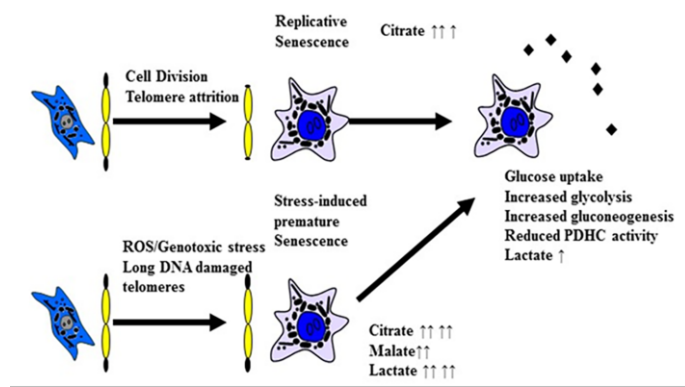 Replicative
Senescence
Citrate ↑↑ ↑
Cell Division
Telomere attrition
Glucose uptake
Increased glycolysis
Increased gluconeogenesis
Reduced PDHC activity
Lactate ↑
Stress-induced
premature
Senescence
ROS/Genotoxic stress
Long DNA damaged
telomeres
Citrate ↑↑ ↑↑
Malate↑↑
Lactate ↑↑ ↑↑